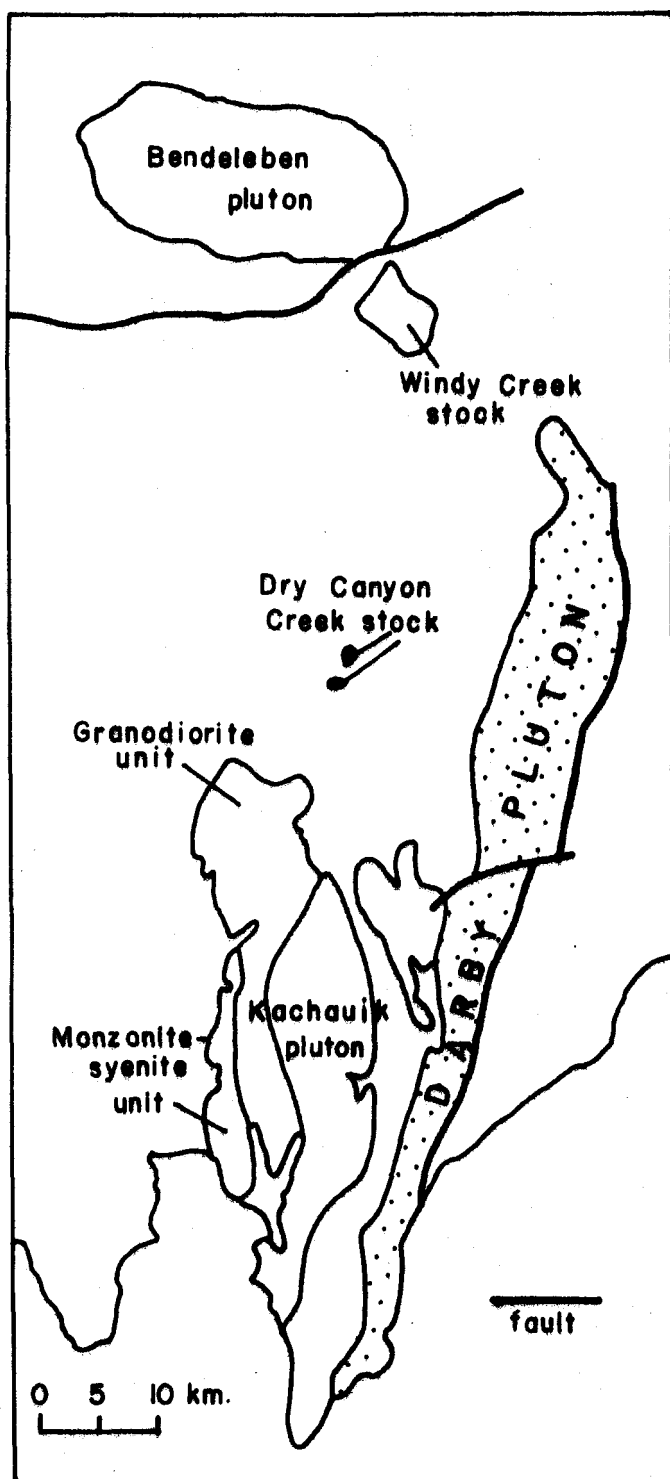 Bendeleben
pluton
Windy Creek
stock
Dry Canyon
Creek stock
Granodiorite
unit
DARBY PLUTON
Kachauik
pluton
Monzonite-
syenite
unit
fault
0 5 10 km.